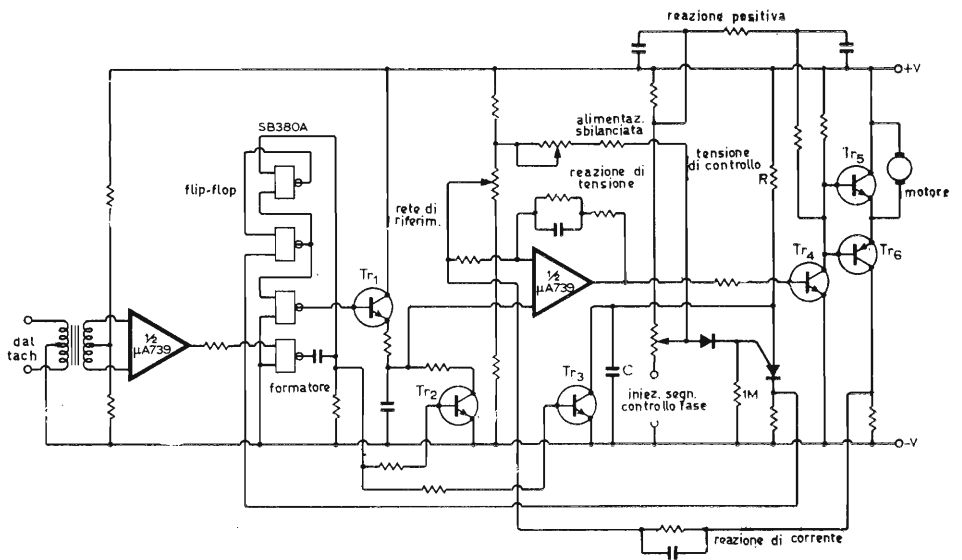 reazione positiva
+V
SB380A
alimentaz.
sbilanciata
tensione
di controllo
Tr5
flip-flop
reazione di
tensione
R
motore
rete di
riferim.
Tr1
Tr4
Tr6
½
µA739
dal
tach
½
µA739
formatore
Tr2
Tr3
C
iniez. segn.
controllo fase
1M
-V
reazione di corrente